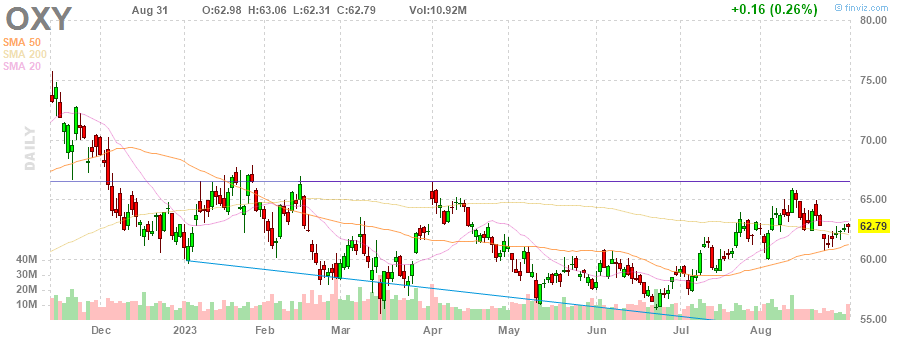 OXY Aug 31 O:62.98 H:63.06 L:62.31 C:62.79 Vol:10.92M +0.16 (0.26%) finviz.com
SMA 50
SMA 200
SMA 20
DAILY
80.00
75.00
70.00
65.00
62.79
60.00
55.00
40M
30M
20M
10M
Dec 2023 Feb Mar Apr May Jun Jul Aug